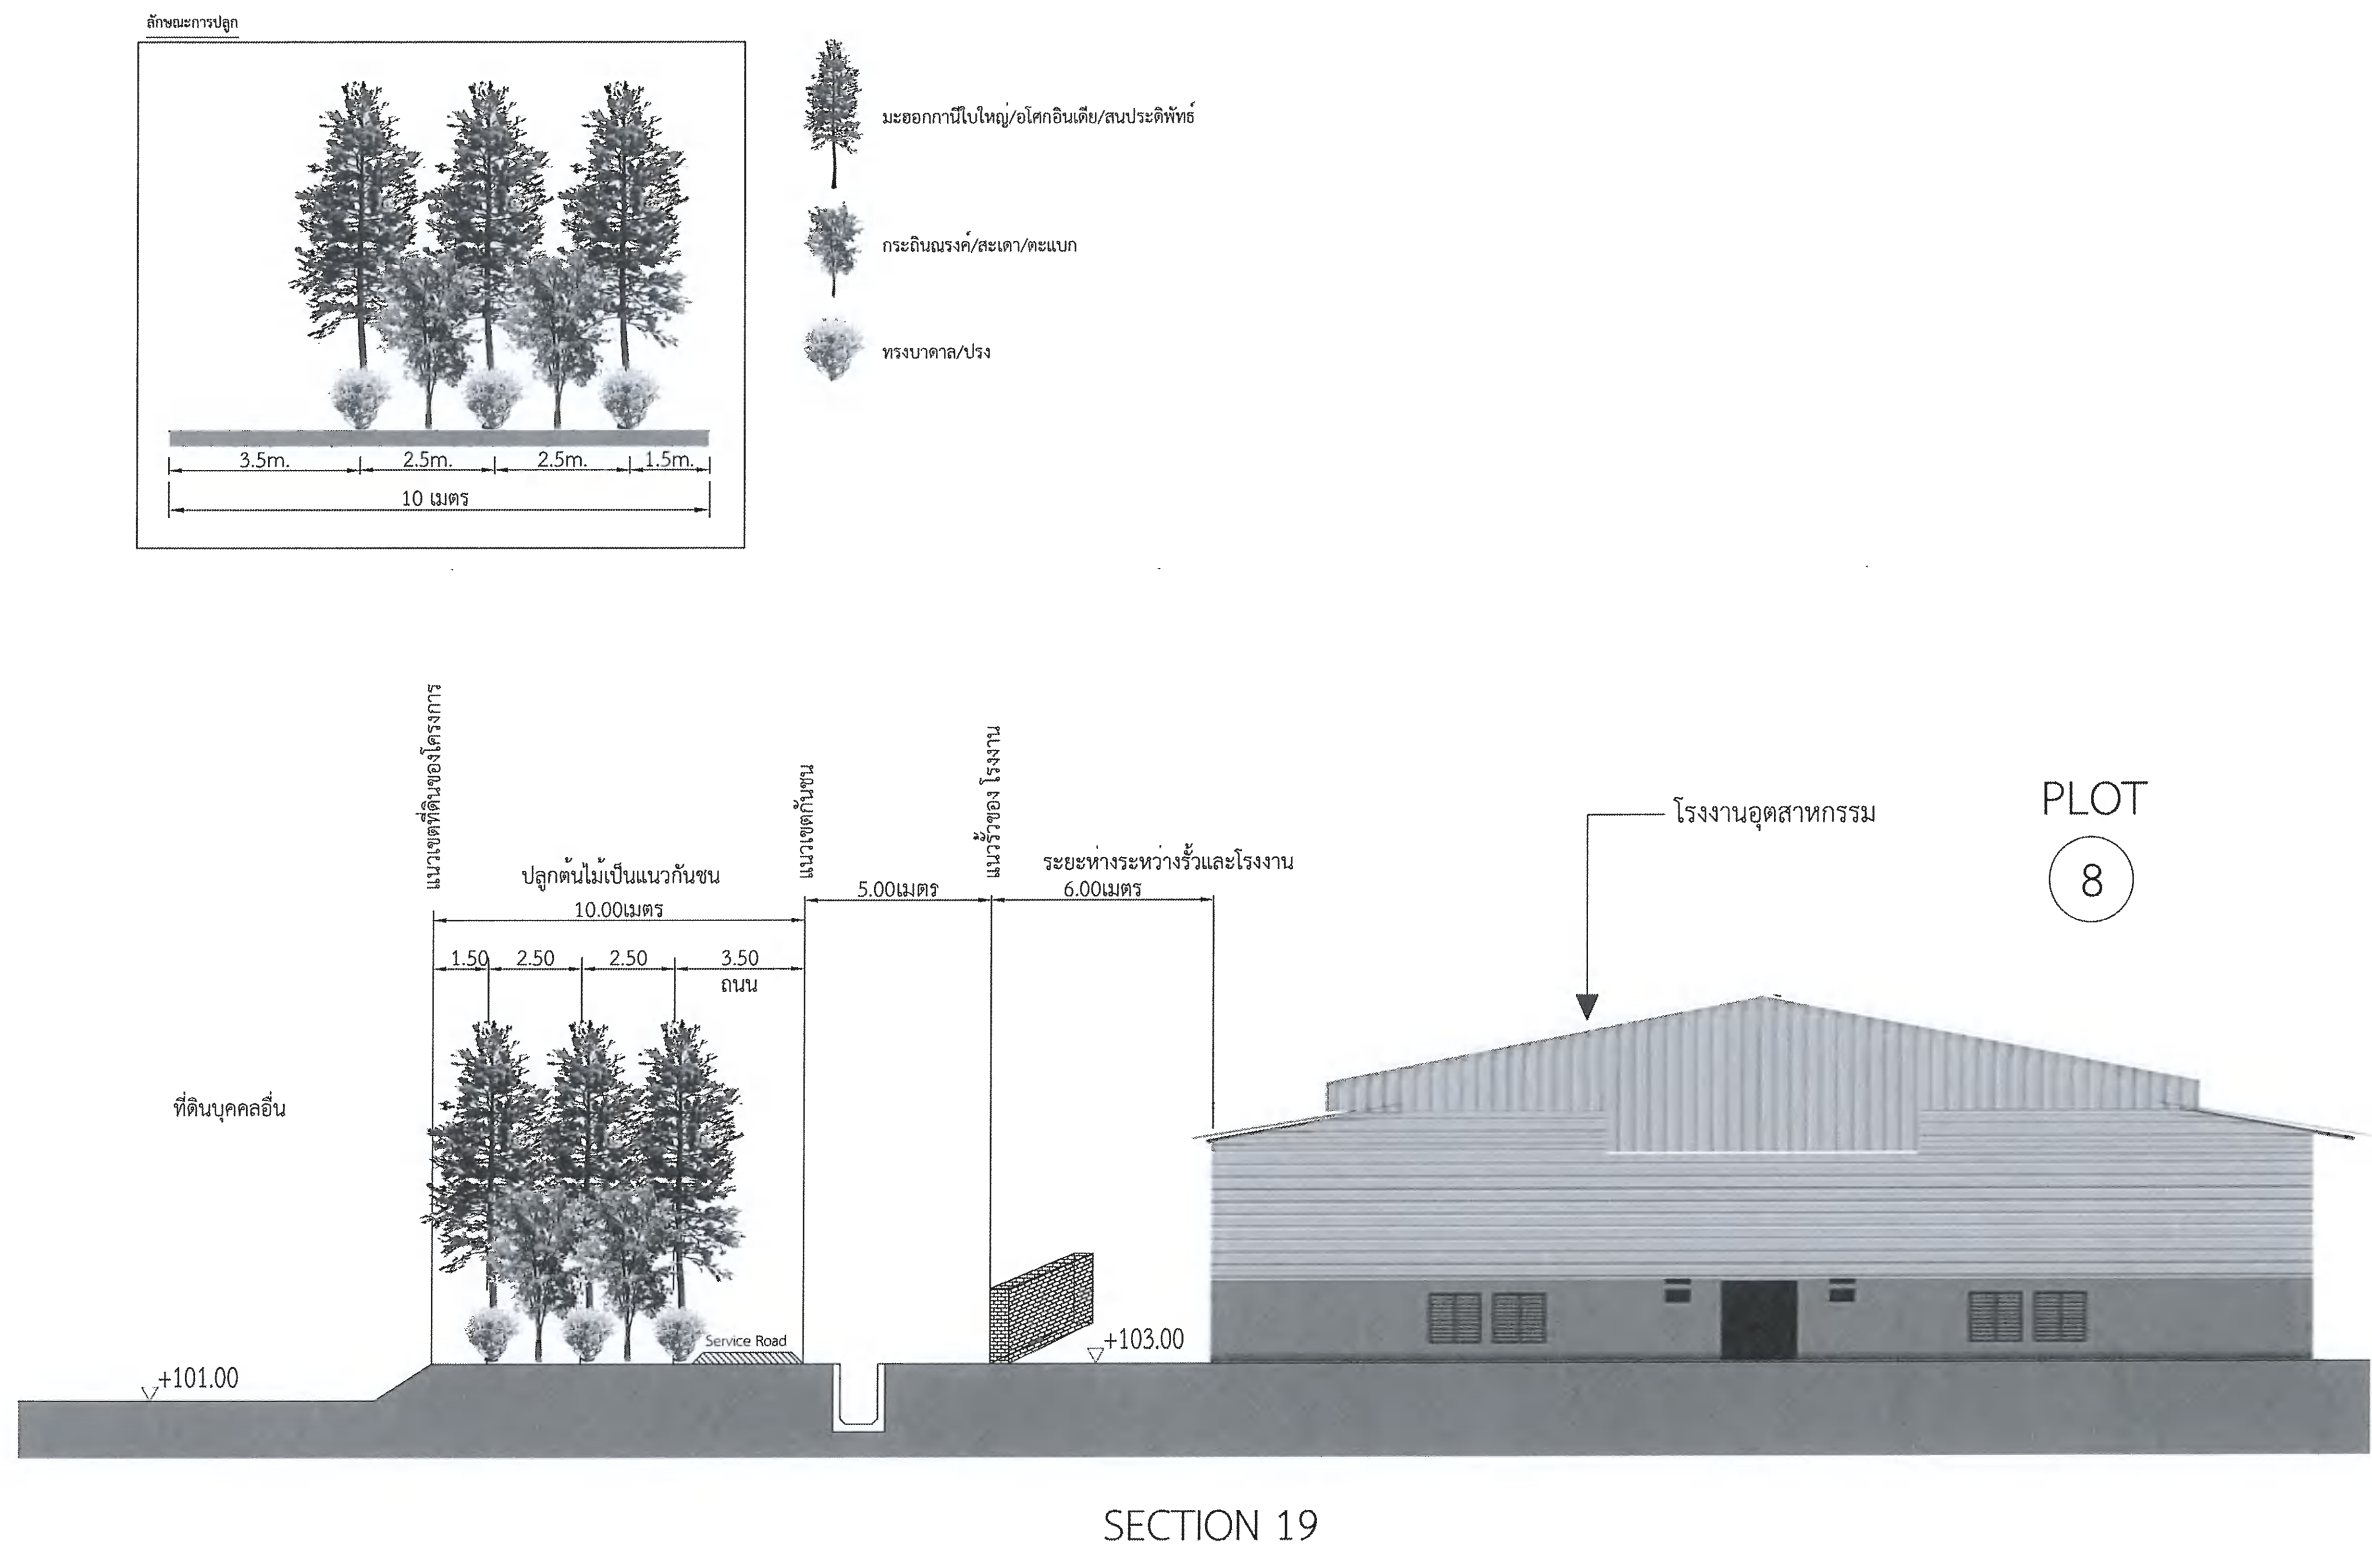 ลักษณะการปลูก
มะฮอกกานีใบใหญ่/อโศกอินเดีย/สนประดิพัทธ์
กระถินณรงค์/สะเดา/ตะแบก
ทรงบาดาล/ปรง
3.5m. 2.5m. 2.5m. 1.5m.
10 เมตร
แนวเขตที่ดินของโครงการ
แนวเขตกันชน
แนวรั้วของ โรงงาน
PLOT
8
โรงงานอุตสาหกรรม
ปลูกต้นไม้เป็นแนวกันชน
10.00เมตร
5.00เมตร
ระยะห่างระหว่างรั้วและโรงงาน
6.00เมตร
1.50 2.50 2.50 3.50
ถนน
ที่ดินบุคคลอื่น
Service Road
+103.00
+101.00
SECTION 19